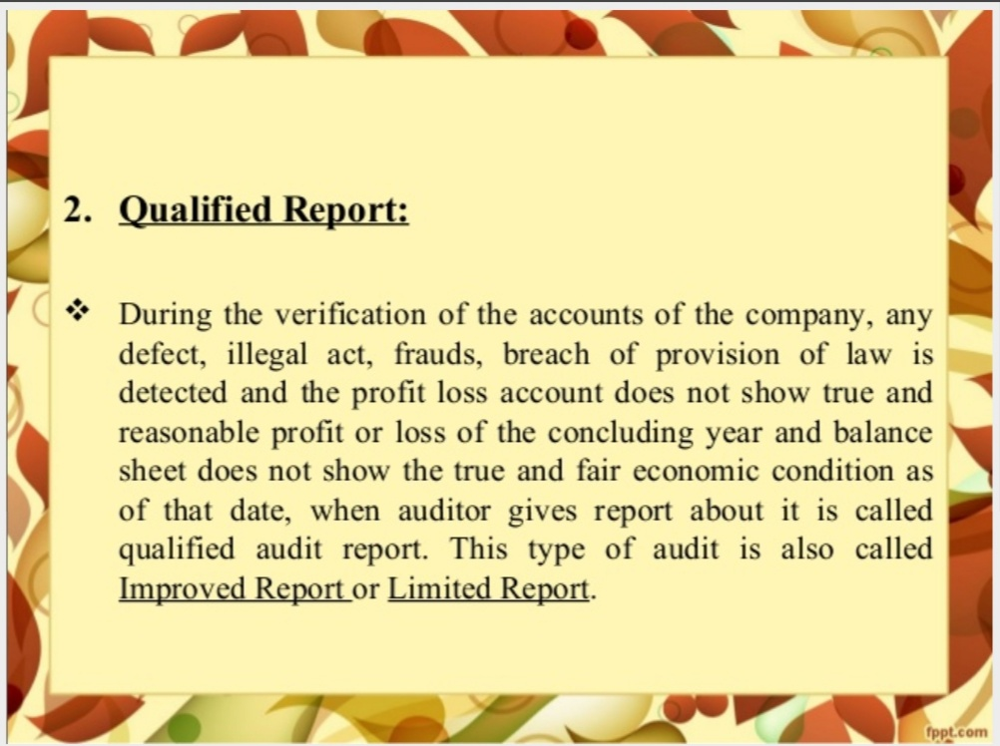 2. Qualified Report:
❖ During the verification of the accounts of the company, any
defect, illegal act, frauds, breach of provision of law is
detected and the profit loss account does not show true and
reasonable profit or loss of the concluding year and balance
sheet does not show the true and fair economic condition as
of that date, when auditor gives report about it is called
qualified audit report. This type of audit is also called
Improved Report or Limited Report.
fppt.com